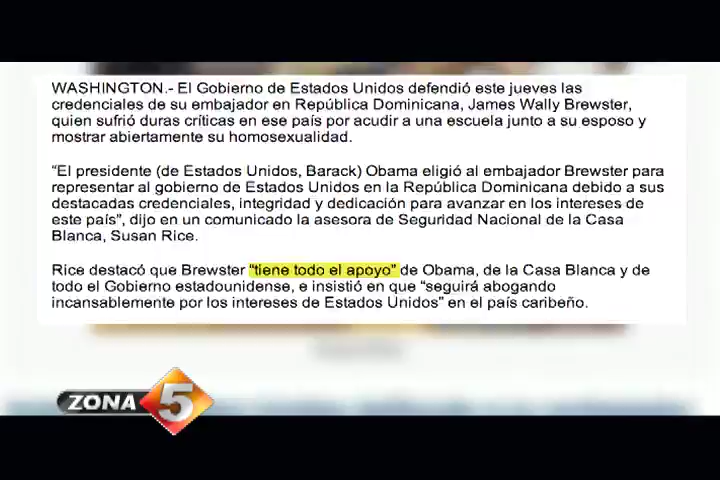 WASHINGTON.- El Gobierno de Estados Unidos defendió este jueves las
credenciales de su embajador en República Dominicana, James Wally Brewster,
quien sufrió duras críticas en ese país por acudir a una escuela junto a su esposo y
mostrar abiertamente su homosexualidad.
“El presidente (de Estados Unidos, Barack) Obama eligió al embajador Brewster para
representar al gobierno de Estados Unidos en la República Dominicana debido a sus
destacadas credenciales, integridad y dedicación para avanzar en los intereses de
este país”, dijo en un comunicado la asesora de Seguridad Nacional de la Casa
Blanca, Susan Rice.
Rice destacó que Brewster “tiene todo el apoyo” de Obama, de la Casa Blanca y de
todo el Gobierno estadounidense, e insistió en que “seguirá abogando
incansablemente por los intereses de Estados Unidos” en el país caribeño.
ZONA 5